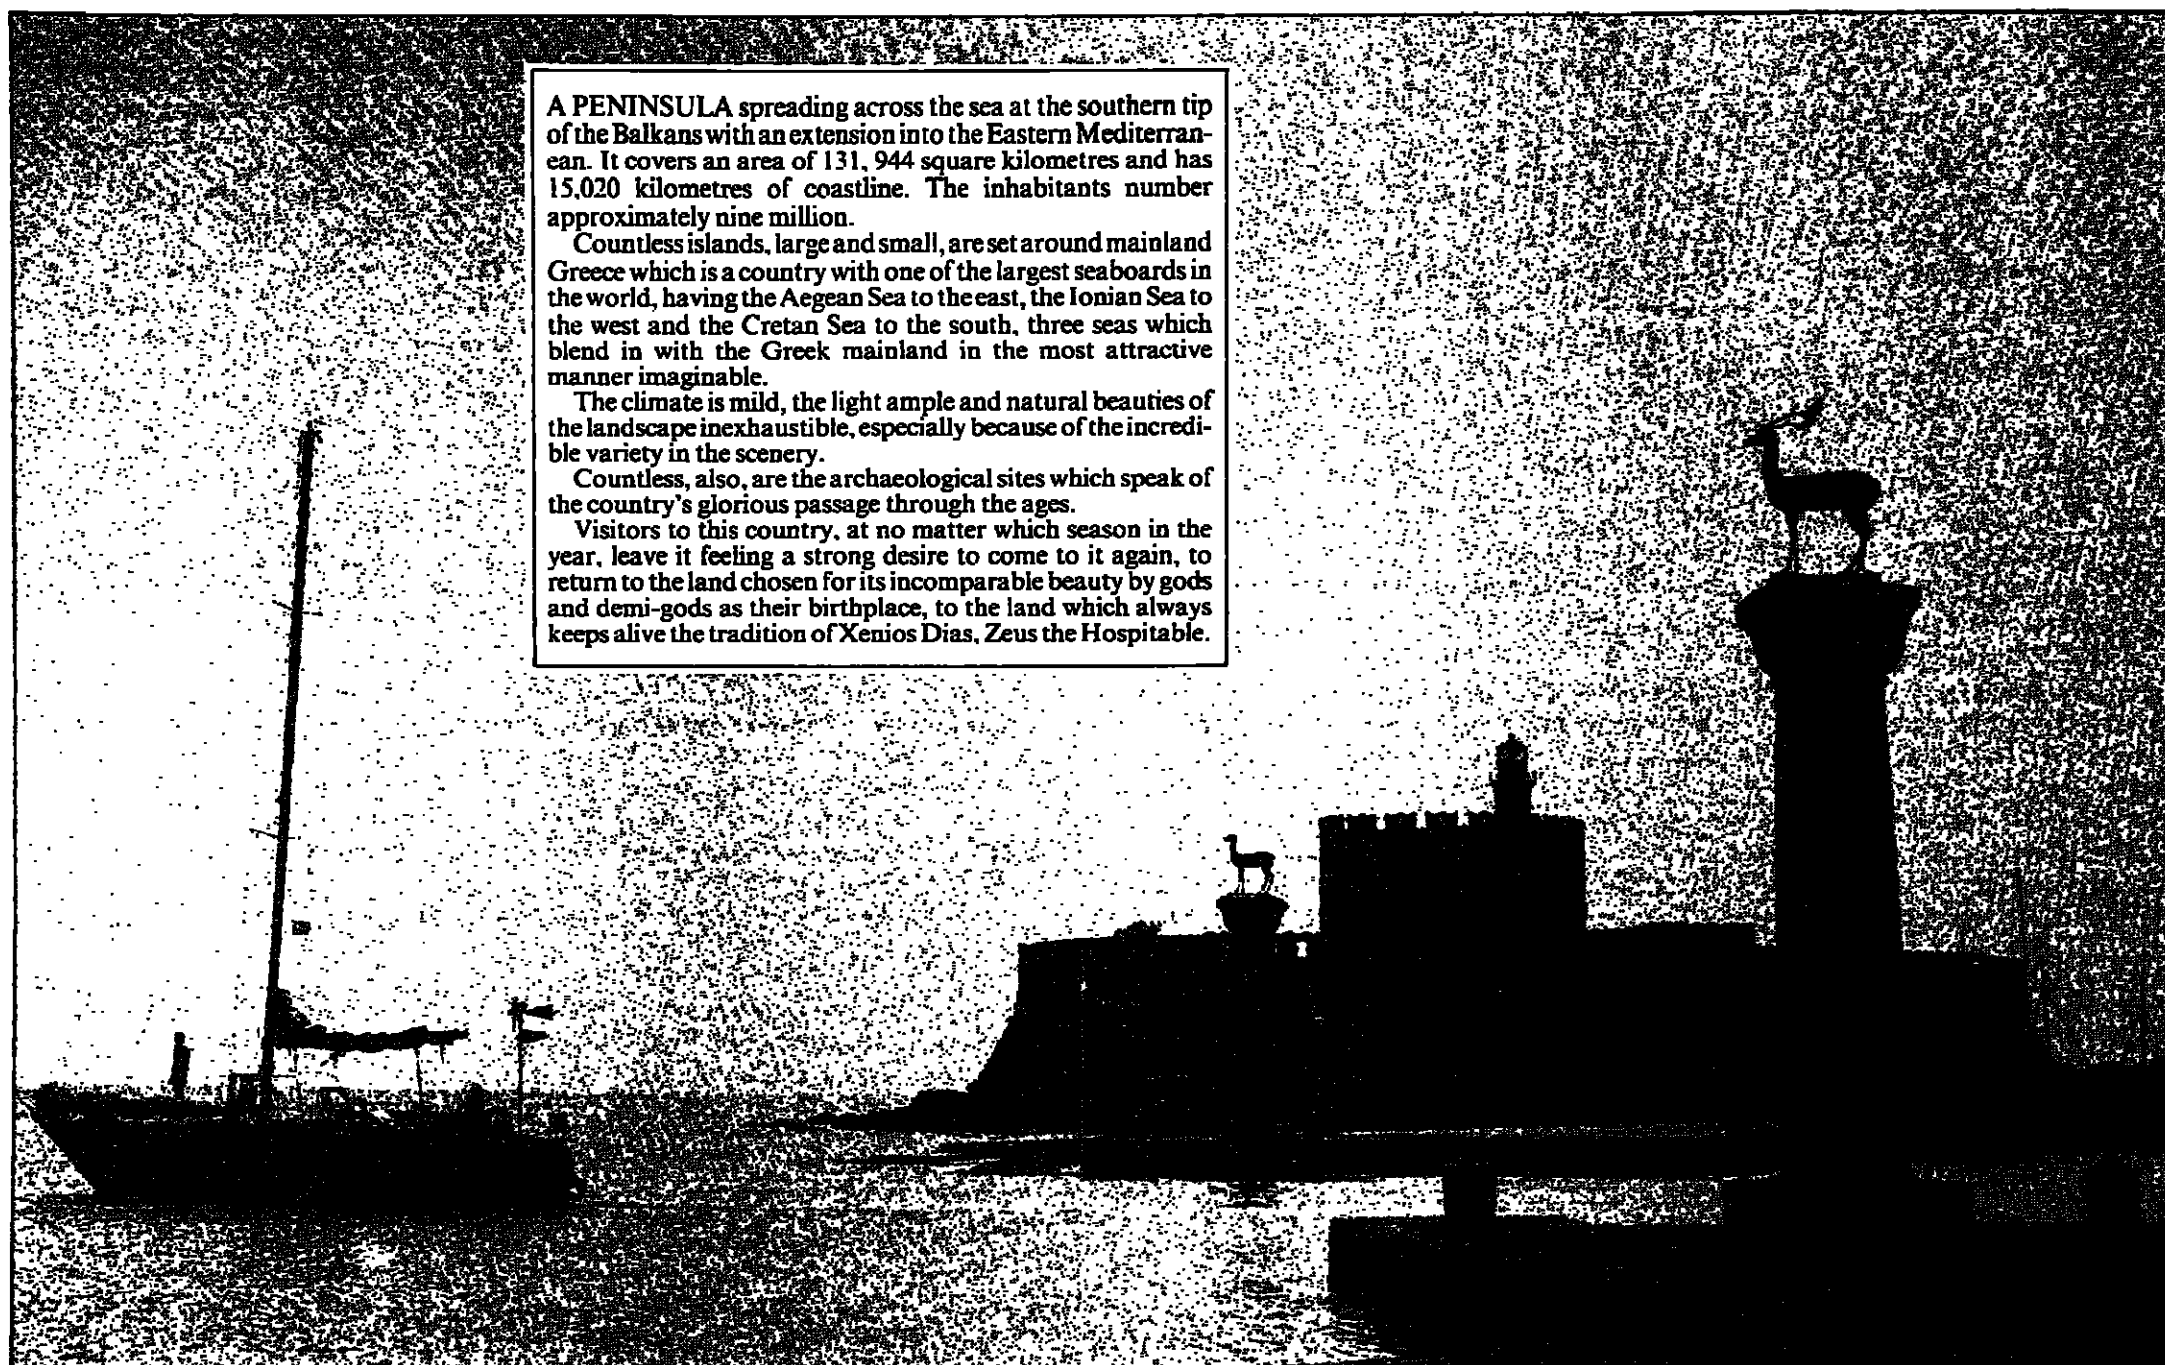 A PENINSULA spreading across the sea at the southern tip
of the Balkans with an extension into the Eastern Mediterran-
ean. It covers an area of 131, 944 square kilometres and has
15,020 kilometres of coastline. The inhabitants number
approximately nine million.
Countless islands, large and small, are set around mainland
Greece which is a country with one of the largest seaboards in
the world, having the Aegean Sea to the east, the Ionian Sea to
the west and the Cretan Sea to the south, three seas which
blend in with the Greek mainland in the most attractive
manner imaginable.
The climate is mild, the light ample and natural beauties of
the landscape inexhaustible, especially because of the incredi-
ble variety in the scenery.
Countless, also, are the archaeological sites which speak of
the country's glorious passage through the ages.
Visitors to this country, at no matter which season in the
year, leave it feeling a strong desire to come to it again, to
return to the land chosen for its incomparable beauty by gods
and demi-gods as their birthplace, to the land which always
keeps alive the tradition of Xenios Dias, Zeus the Hospitable.